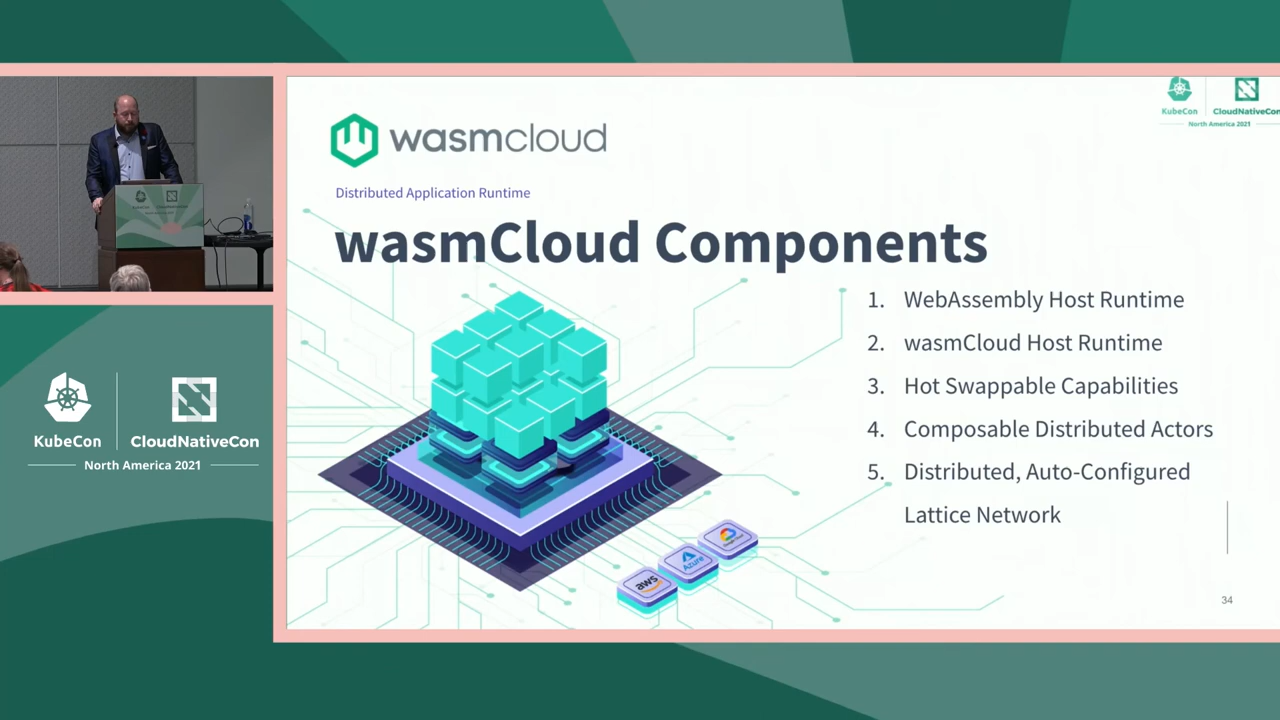 KubeCon
CloudNativeCon
North America 2021
wasmcloud
Distributed Application Runtime
wasmCloud Components
1. WebAssembly Host Runtime
2. wasmCloud Host Runtime
3. Hot Swappable Capabilities
4. Composable Distributed Actors
5. Distributed, Auto-Configured
Lattice Network
aws
Azure
34
KubeCon
CloudNativeCon
North America 2021